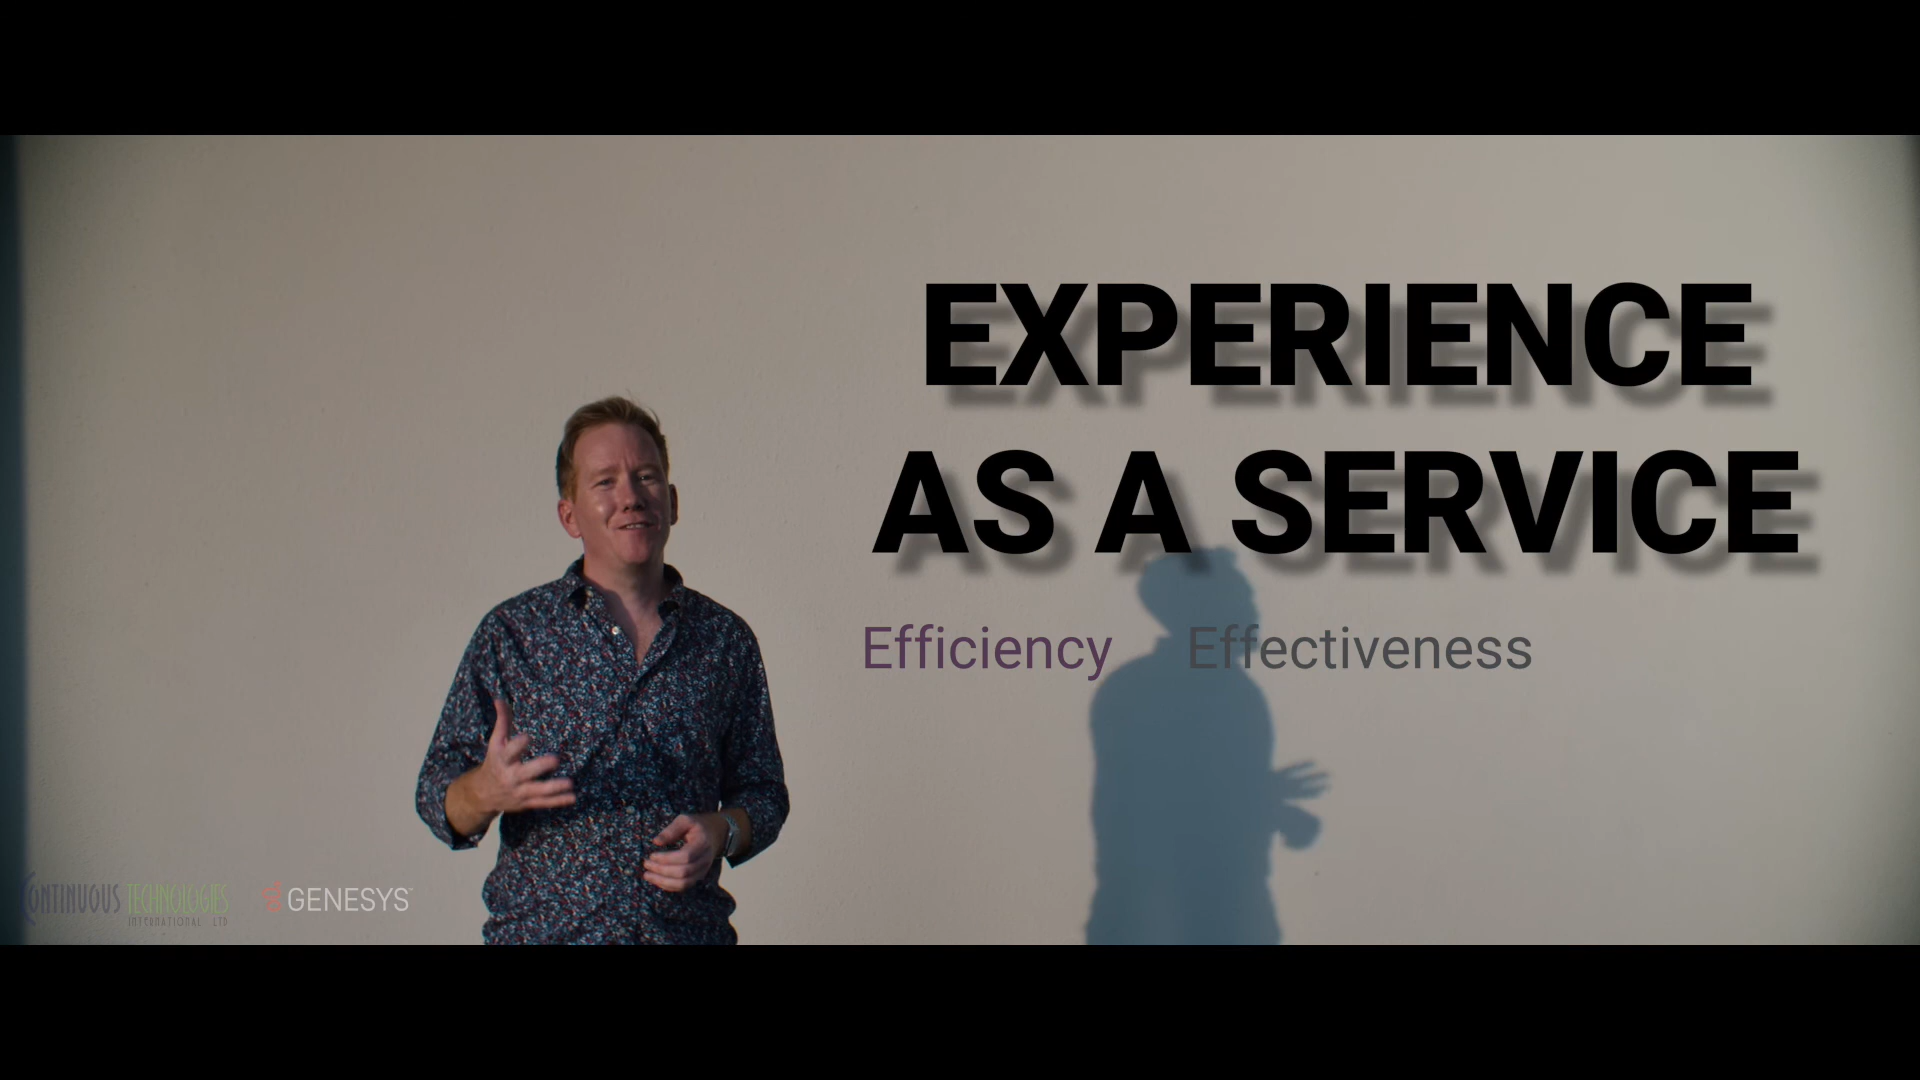 EXPERIENCE
AS A SERVICE
Efficiency Effectiveness
CONTINUOUS TECHNOLOGIES
INTERNATIONAL LTD
GENESYS